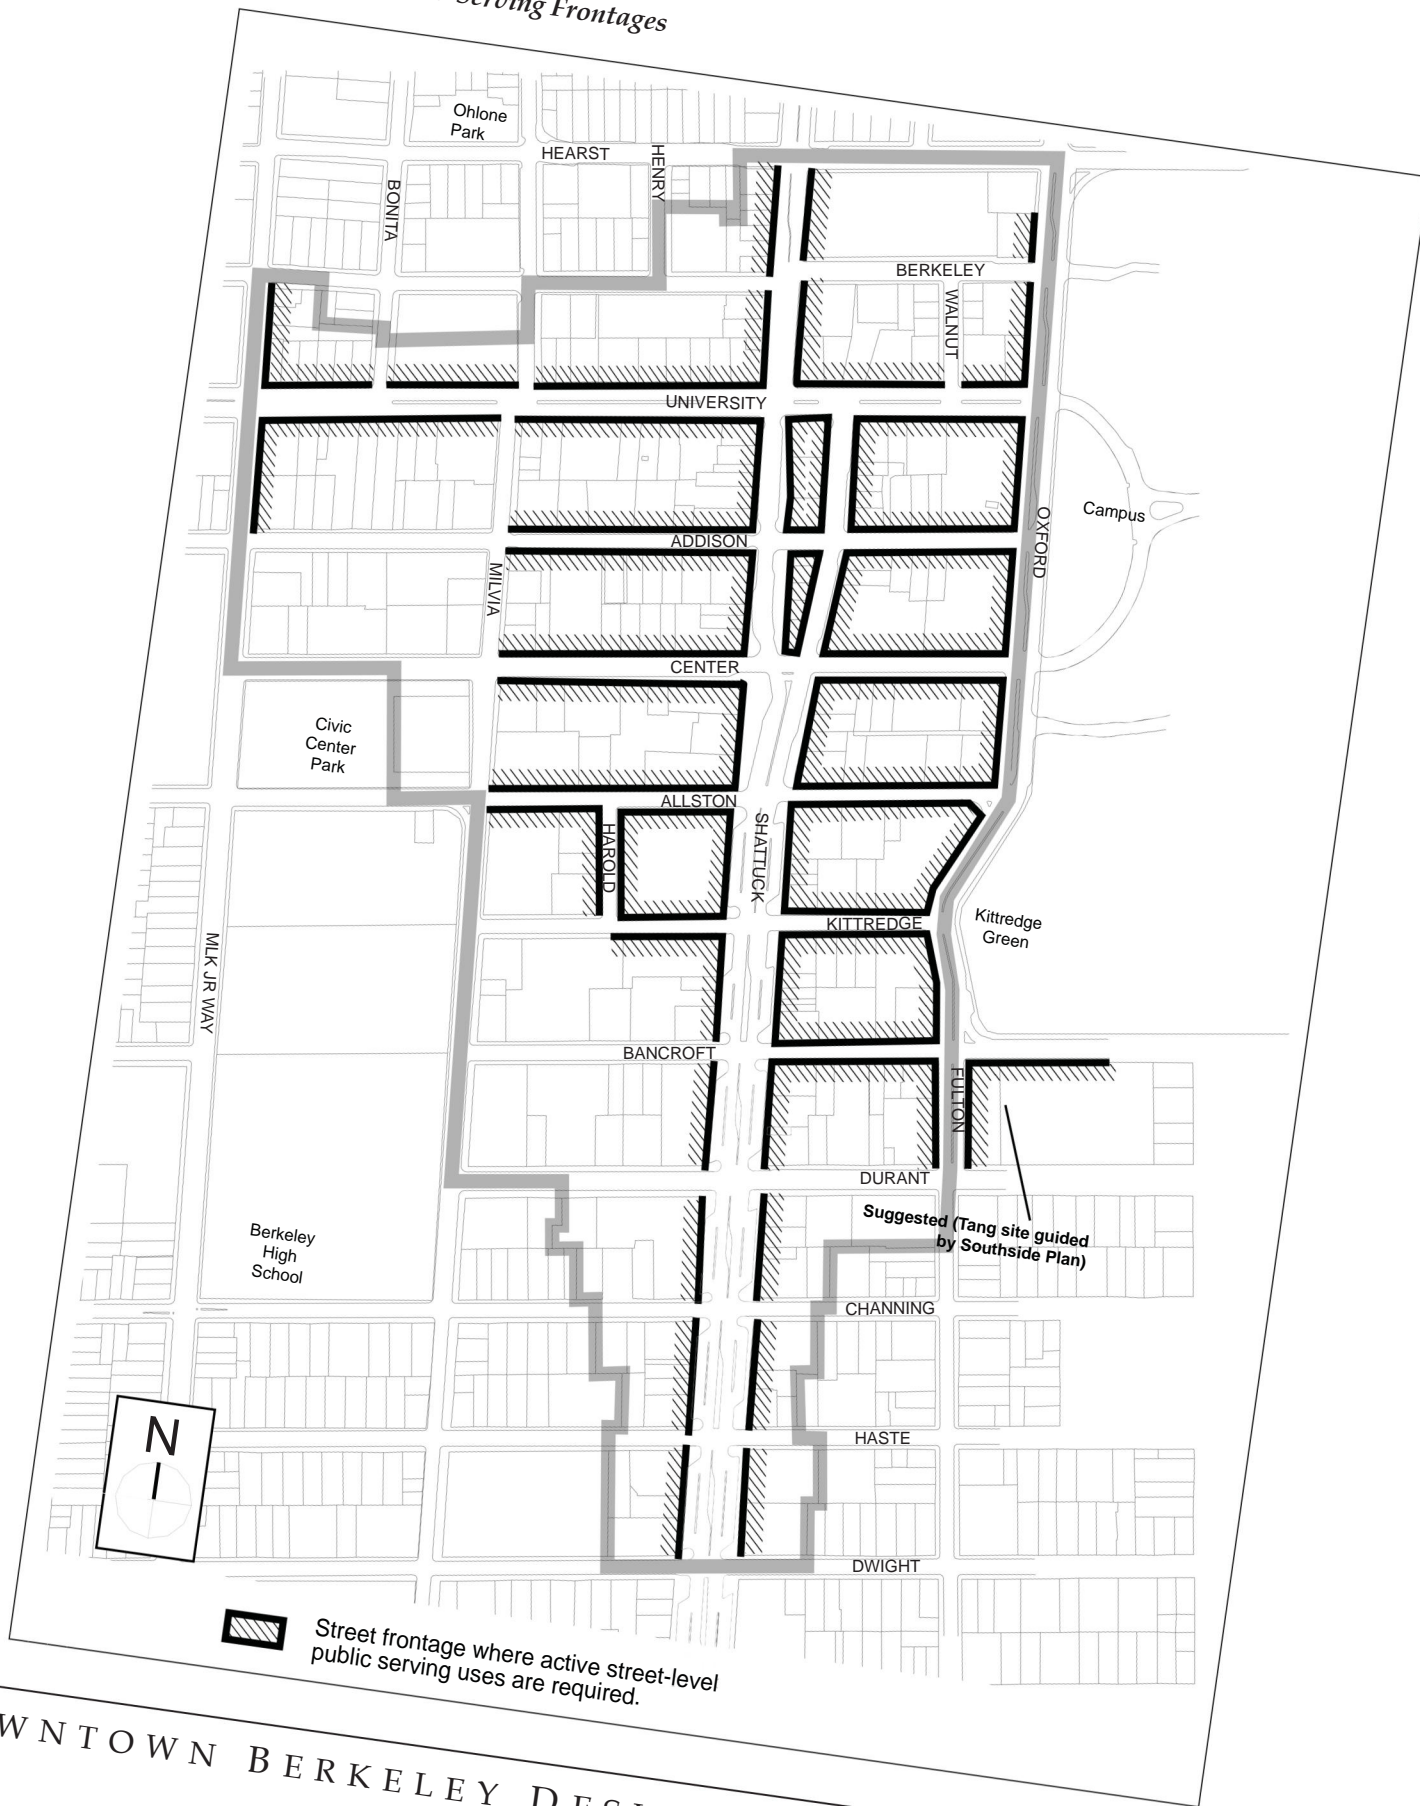 Serving Frontages
Ohlone
Park
HEARST
HENRY
BONITA
BERKELEY
WALNUT
UNIVERSITY
Campus
OXFORD
ADDISON
MILVIA
CENTER
Civic
Center
Park
ALLSTON
HAROLD
SHATTUCK
KITTREDGE
Kittredge
Green
MLK JR WAY
BANCROFT
FULTON
DURANT
Suggested (Tang site guided
by Southside Plan)
Berkeley
High
School
CHANNING
N
HASTE
DWIGHT
Street frontage where active street-level
public serving uses are required.
WNTOWN BERKELEY DES